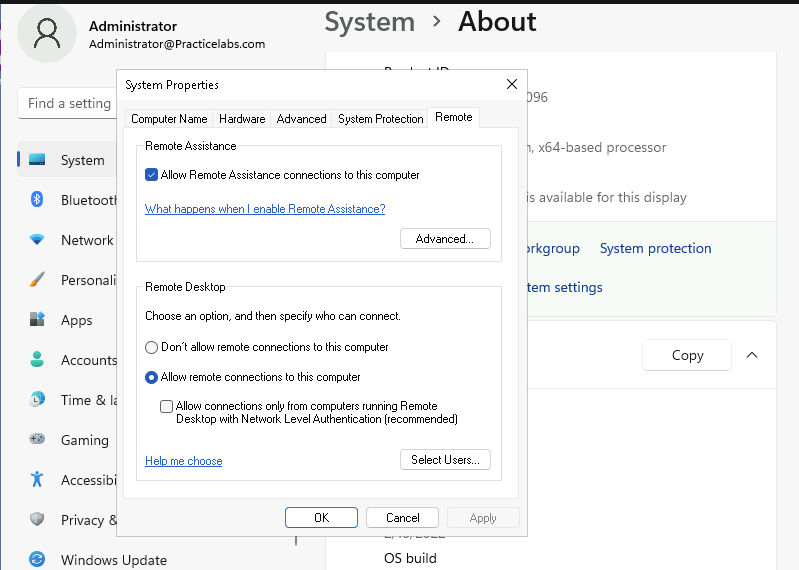 Administrator
Administrator@Practicelabs.com
Find a setting
System
Bluetooth
Network
Personali
Apps
Accounts
Time & la
Gaming
Accessibi
Privacy &
Windows Update
System > About
096
, x64-based processor
is available for this display
orkgroup System protection
tem settings
Copy
OS build
System Properties
Computer Name Hardware Advanced System Protection Remote
Remote Assistance
Allow Remote Assistance connections to this computer
What happens when I enable Remote Assistance?
Advanced...
Remote Desktop
Choose an option, and then specify who can connect.
Don't allow remote connections to this computer
Allow remote connections to this computer
Allow connections only from computers running Remote
Desktop with Network Level Authentication (recommended)
Help me choose
Select Users...
OK Cancel Apply